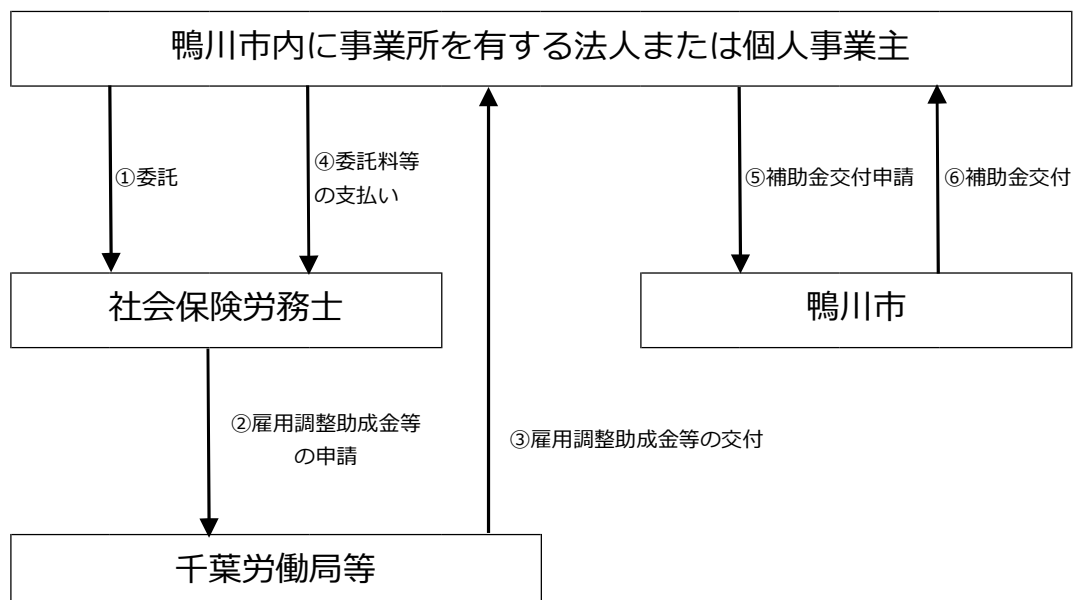 鴨川市内に事業所を有する法人または個人事業主
①委託
④委託料等
の支払い
⑤補助金交付申請
⑥補助金交付
社会保険労務士
鴨川市
②雇用調整助成金等
の申請
③雇用調整助成金等の交付
千葉労働局等